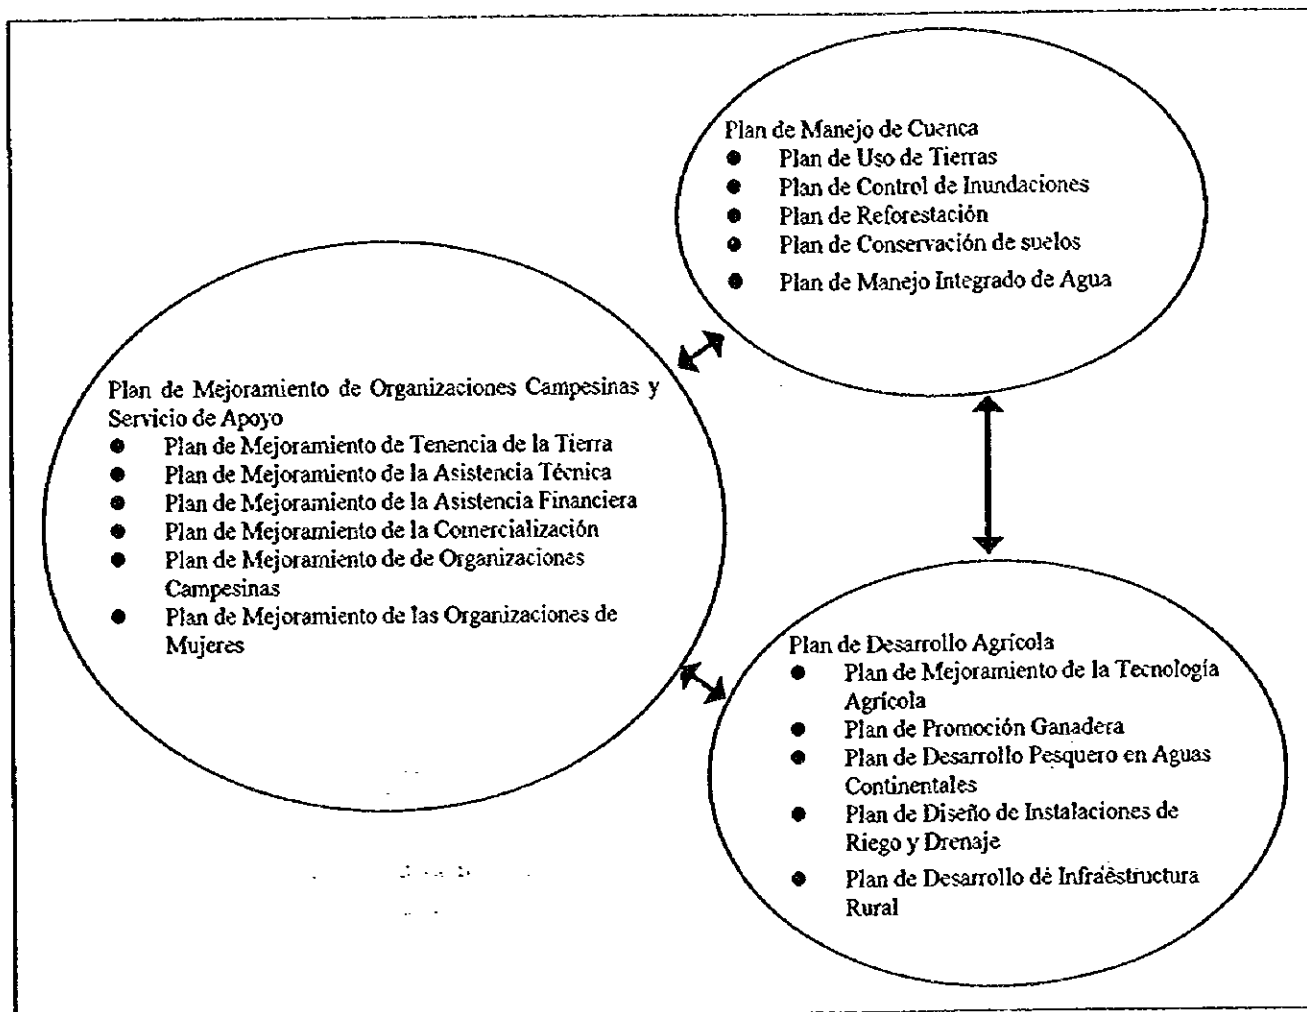 Plan de Manejo de Cuenca
● Plan de Uso de Tierras
● Plan de Control de Inundaciones
● Plan de Reforestación
● Plan de Conservación de suelos
● Plan de Manejo Integrado de Agua
Plan de Mejoramiento de Organizaciones Campesinas y
Servicio de Apoyo
● Plan de Mejoramiento de Tenencia de la Tierra
● Plan de Mejoramiento de la Asistencia Técnica
● Plan de Mejoramiento de la Asistencia Financiera
● Plan de Mejoramiento de la Comercialización
● Plan de Mejoramiento de de Organizaciones
Campesinas
● Plan de Mejoramiento de las Organizaciones de
Mujeres
Plan de Desarrollo Agrícola
● Plan de Mejoramiento de la Tecnología
Agrícola
● Plan de Promoción Ganadera
● Plan de Desarrollo Pesquero en Aguas
Continentales
● Plan de Diseño de Instalaciones de
Riego y Drenaje
● Plan de Desarrollo de Infraestructura
Rural